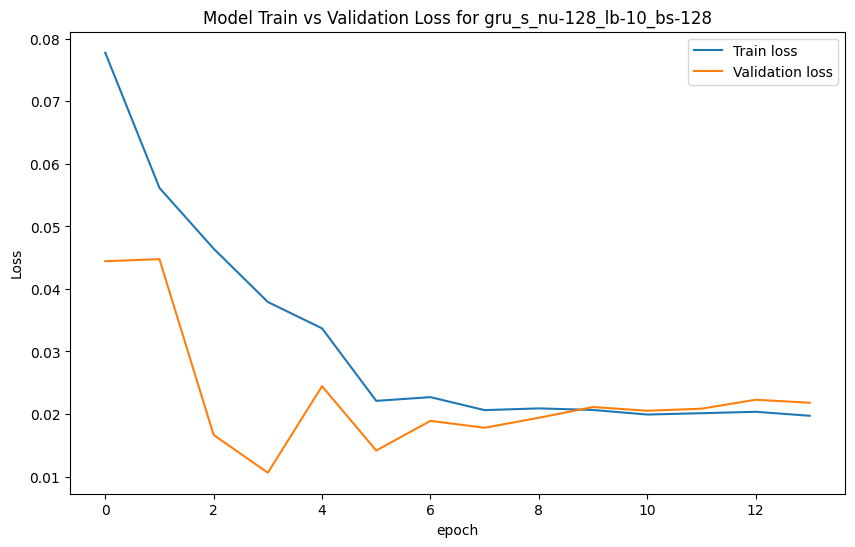 Model Train vs Validation Loss for gru_s_nu-128_lb-10_bs-128
Train loss
Validation loss
0.08
0.07
0.06
0.05
0.04
0.03
0.02
0.01
Loss
0 2 4 6 8 10 12
epoch